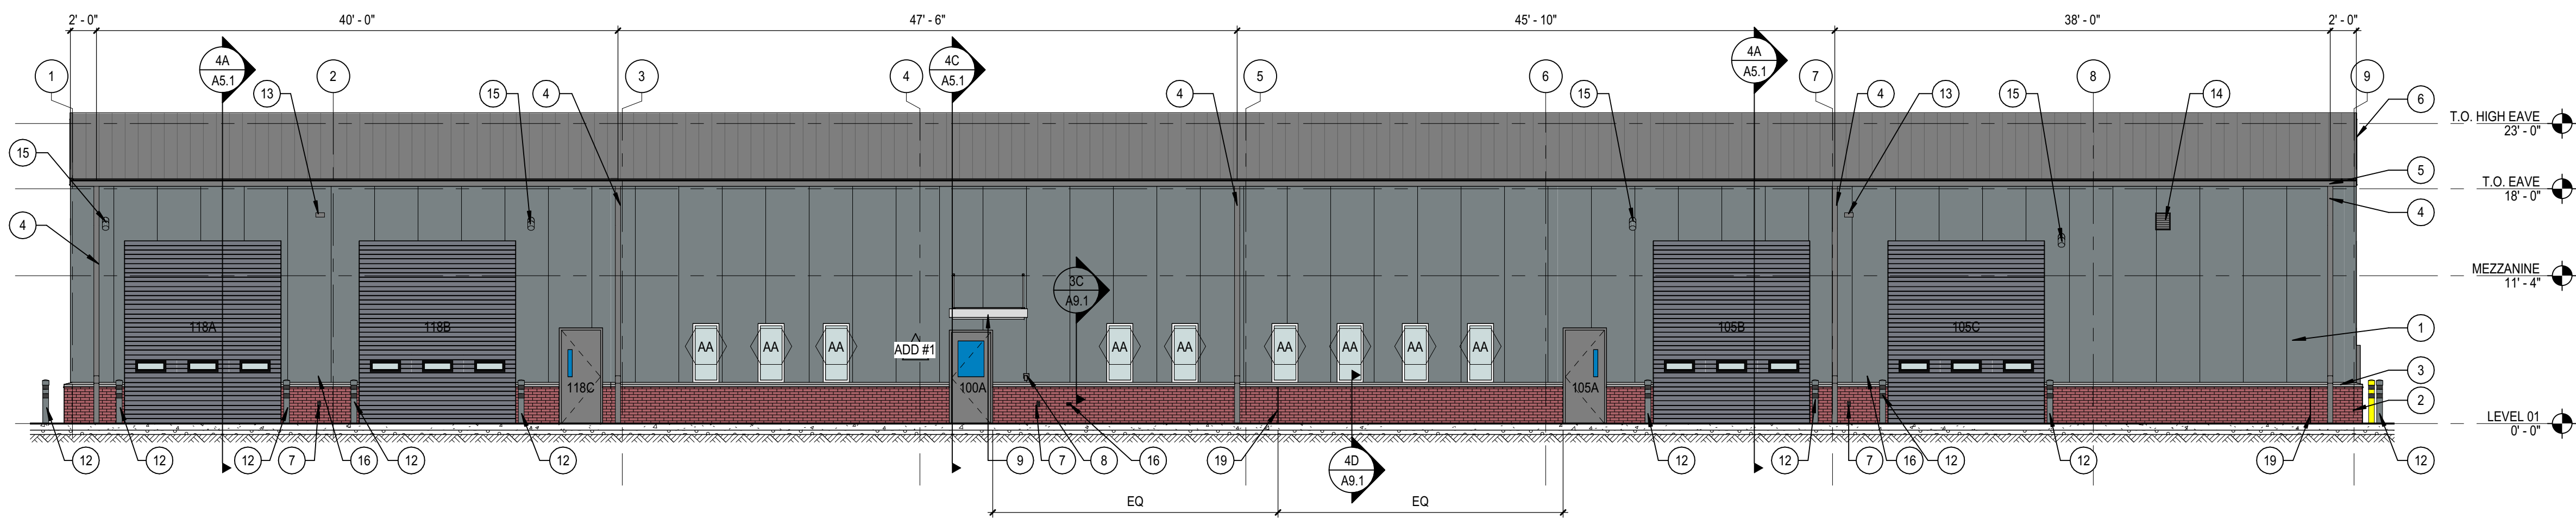 2' - 0" 40' - 0" 47' - 6" 45' - 10" 38' - 0" 2' - 0"
1 4A A5.1 2 3 4 4C A5.1 5 6 4A A5.1 7 8 9
13 15 4 4 15 4 13 15 14 6
T.O. HIGH EAVE
23' - 0"
15
5
T.O. EAVE
18' - 0"
4
4
MEZZANINE
11' - 4"
3C
A9.1
118A 118B 105B 105C
1
AA AA AA ADD #1 AA AA AA AA AA AA
118C 100A 105A
3
2
LEVEL 01
0' - 0"
12 12 12 7 16 12 12 9 7 8 16 19 4D A9.1 12 12 7 16 12 12 19 12
EQ EQ